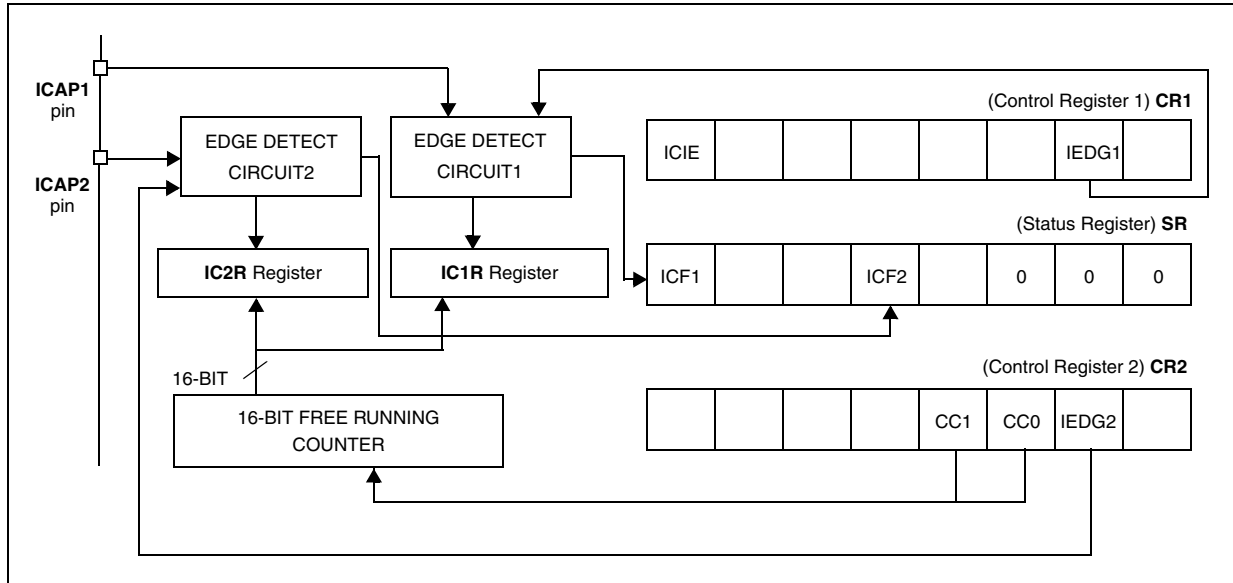 ICAP1
pin
ICAP2
pin
EDGE DETECT
CIRCUIT2
EDGE DETECT
CIRCUIT1
IC2R Register
IC1R Register
16-BIT
16-BIT FREE RUNNING
COUNTER
(Control Register 1) CR1
ICIE IEDG1
(Status Register) SR
ICF1 ICF2 0 0 0
(Control Register 2) CR2
CC1 CC0 IEDG2